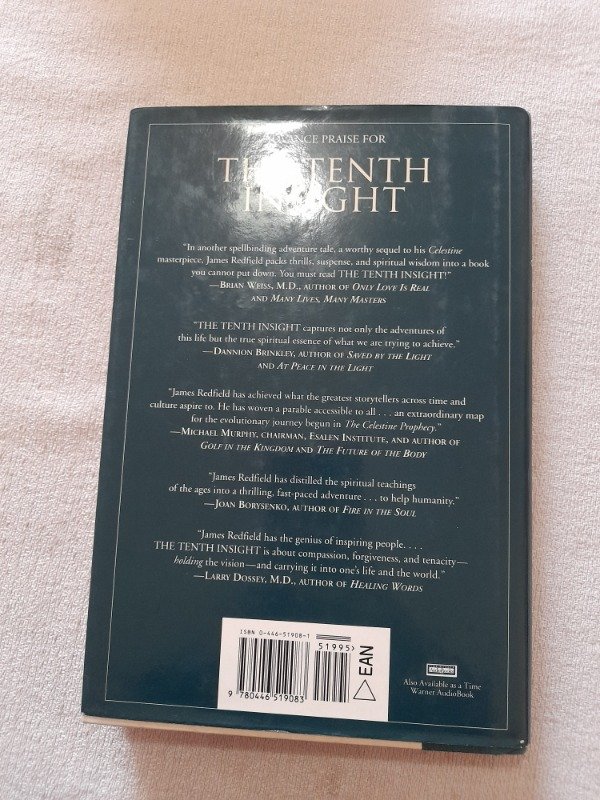 ADVANCE PRAISE FOR
THE TENTH
INSIGHT
"In another spellbinding adventure tale, a worthy sequel to his Celestine
masterpiece, James Redfield packs thrills, suspense, and spiritual wisdom into a book
you cannot put down. You must read THE TENTH INSIGHT!"
—BRIAN WEISS, M.D., AUTHOR OF ONLY LOVE IS REAL
AND MANY LIVES, MANY MASTERS
"THE TENTH INSIGHT captures not only the adventures of
this life but the true spiritual essence of what we are trying to achieve."
—DANNION BRINKLEY, AUTHOR OF SAVED BY THE LIGHT
AND AT PEACE IN THE LIGHT
"James Redfield has achieved what the greatest storytellers across time and
culture aspire to. He has woven a parable accessible to all . . . an extraordinary map
for the evolutionary journey begun in The Celestine Prophecy."
—MICHAEL MURPHY, CHAIRMAN, ESALEN INSTITUTE, AND AUTHOR OF
GOLF IN THE KINGDOM AND THE FUTURE OF THE BODY
"James Redfield has distilled the spiritual teachings
of the ages into a thrilling, fast-paced adventure . . . to help humanity."
—JOAN BORYSENKO, AUTHOR OF FIRE IN THE SOUL
"James Redfield has the genius of inspiring people. . . .
THE TENTH INSIGHT is about compassion, forgiveness, and tenacity—
holding the vision—and carrying it into one's life and the world."
—LARRY DOSSEY, M.D., AUTHOR OF HEALING WORDS
ISBN 0-446-51908-1
51995>
EAN
9 780446 519083
Also Available as a Time
Warner AudioBook